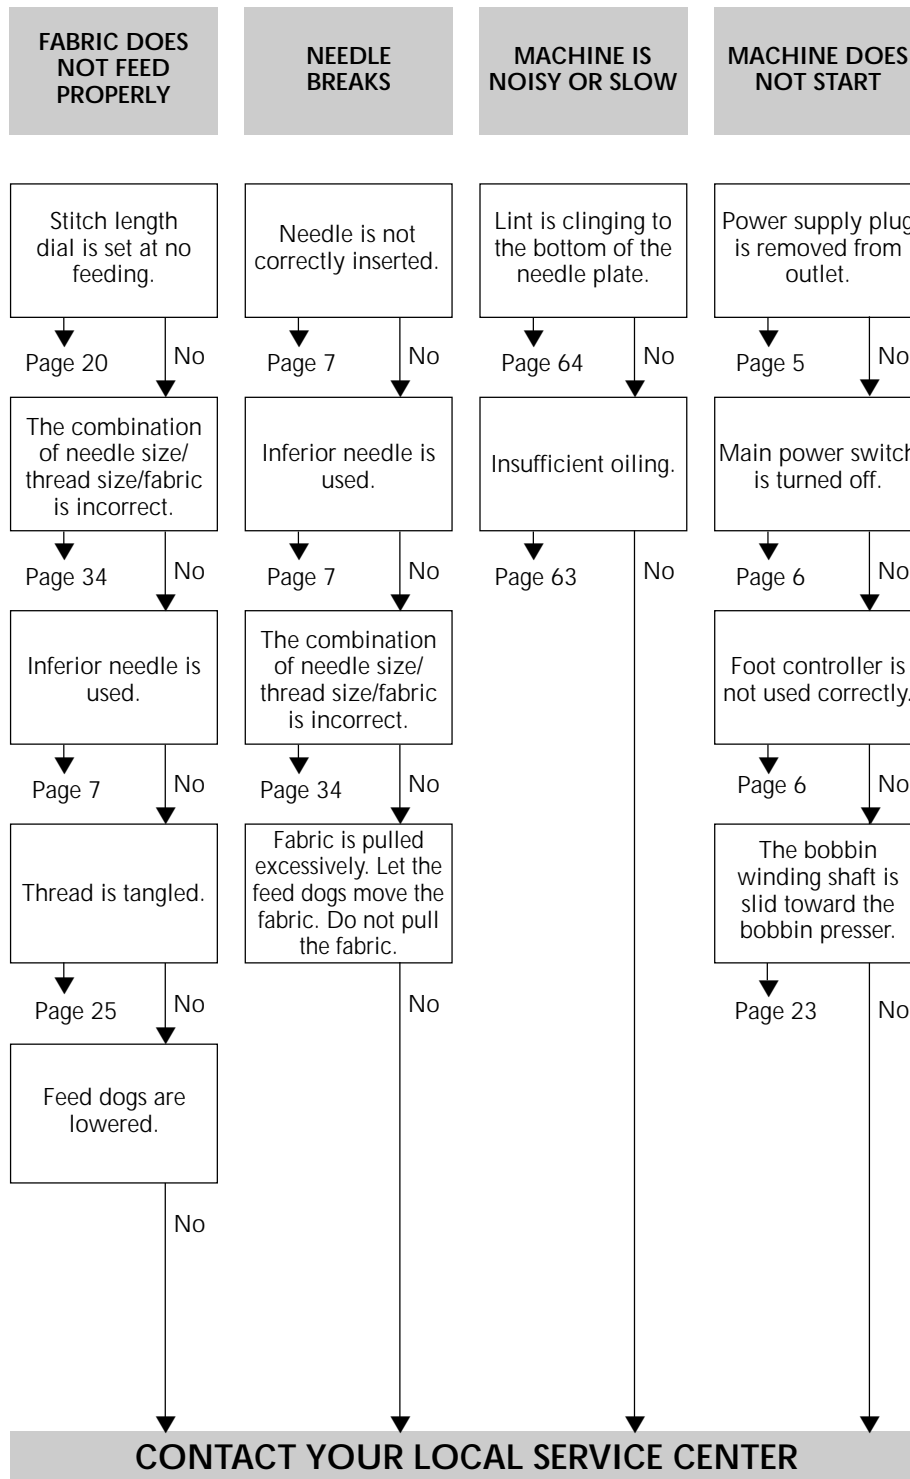 FABRIC DOES
NOT FEED
PROPERLY
Stitch length
dial is set at no
feeding.
Page 20
No
The combination
of needle size/
thread size/fabric
is incorrect.
Page 34
No
Inferior needle is
used.
Page 7
No
Thread is tangled.
Page 25
No
Feed dogs are
lowered.
No
NEEDLE
BREAKS
Needle is not
correctly inserted.
Page 7
No
Inferior needle is
used.
Page 7
No
The combination
of needle size/
thread size/fabric
is incorrect.
Page 34
No
Fabric is pulled
excessively. Let the
feed dogs move the
fabric. Do not pull
the fabric.
No
MACHINE IS
NOISY OR SLOW
Lint is clinging to
the bottom of the
needle plate.
Page 64
No
Insufficient oiling.
Page 63
No
MACHINE DOES
NOT START
Power supply plug
is removed from
outlet.
Page 5
No
Main power switch
is turned off.
Page 6
No
Foot controller is
not used correctly.
Page 6
No
The bobbin
winding shaft is
slid toward the
bobbin presser.
Page 23
No
CONTACT YOUR LOCAL SERVICE CENTER